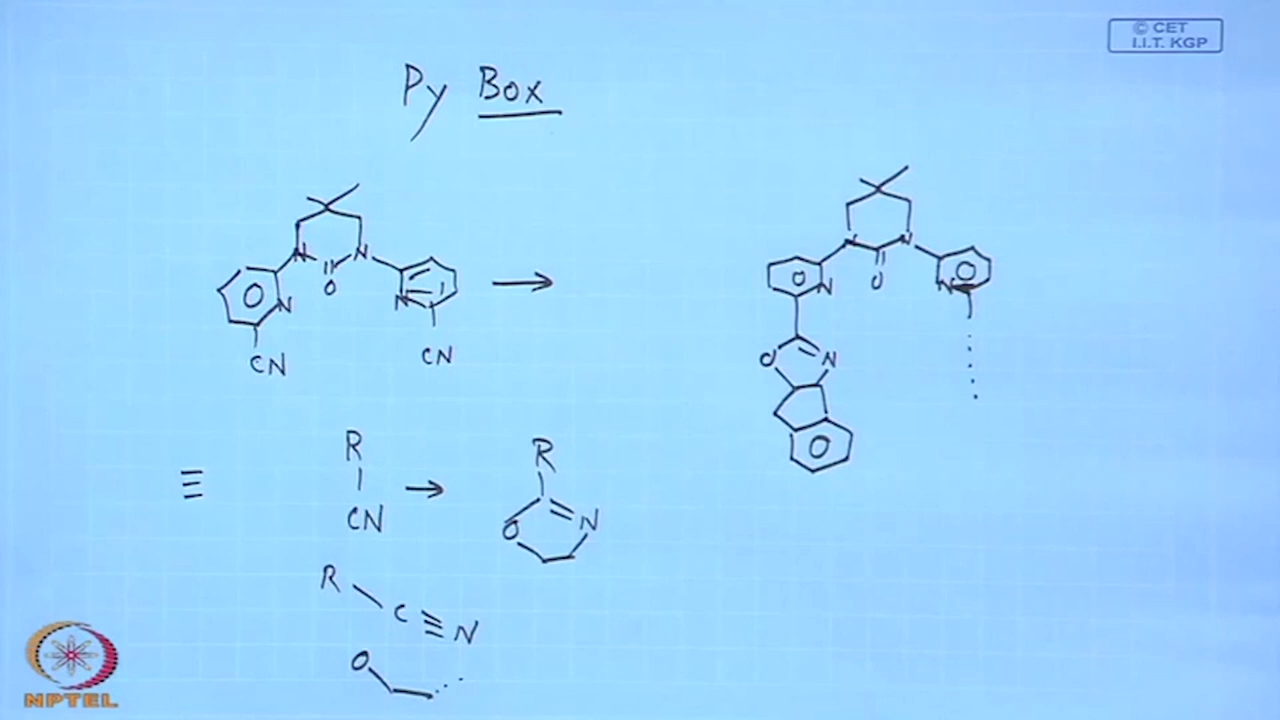 © CET
I.I.T. KGP
Py Box
N N
O
N N
CN CN
N N
O
N N
O N
R
CN
R
O N
R
C≡N
O
NPTEL